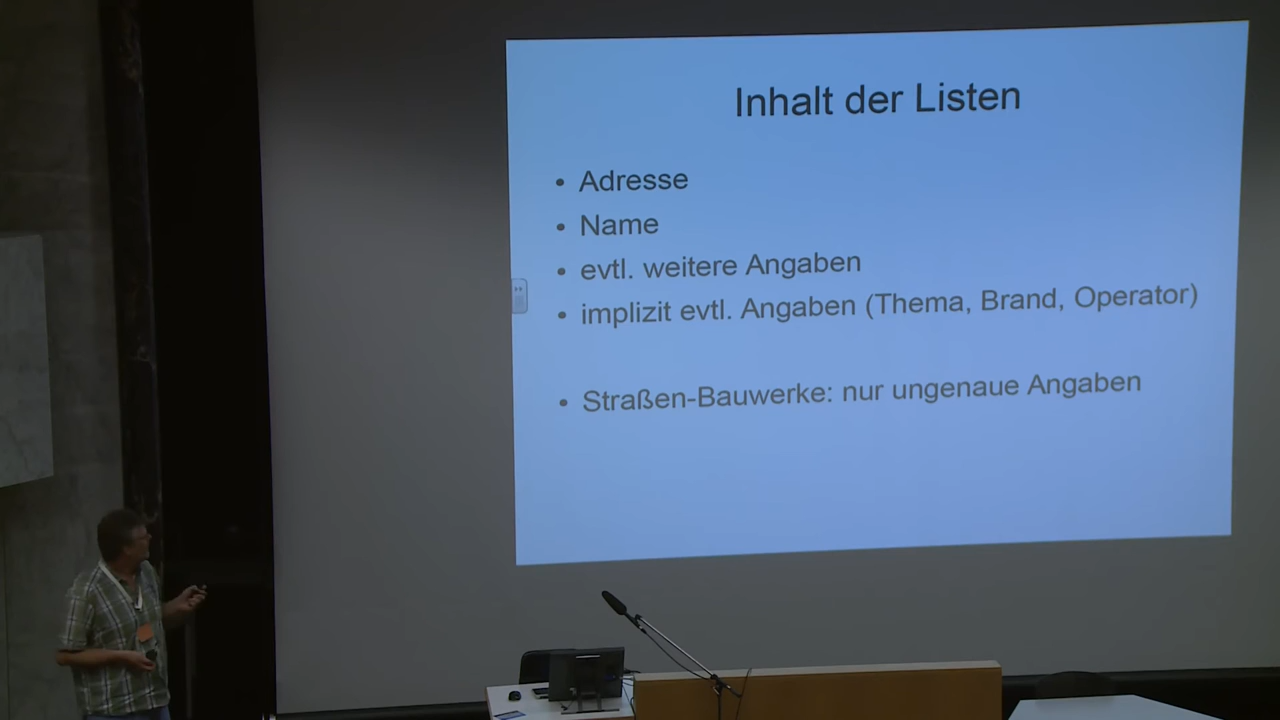 Inhalt der Listen
• Adresse
• Name
• evtl. weitere Angaben
• implizit evtl. Angaben (Thema, Brand, Operator)
• Straßen-Bauwerke: nur ungenaue Angaben